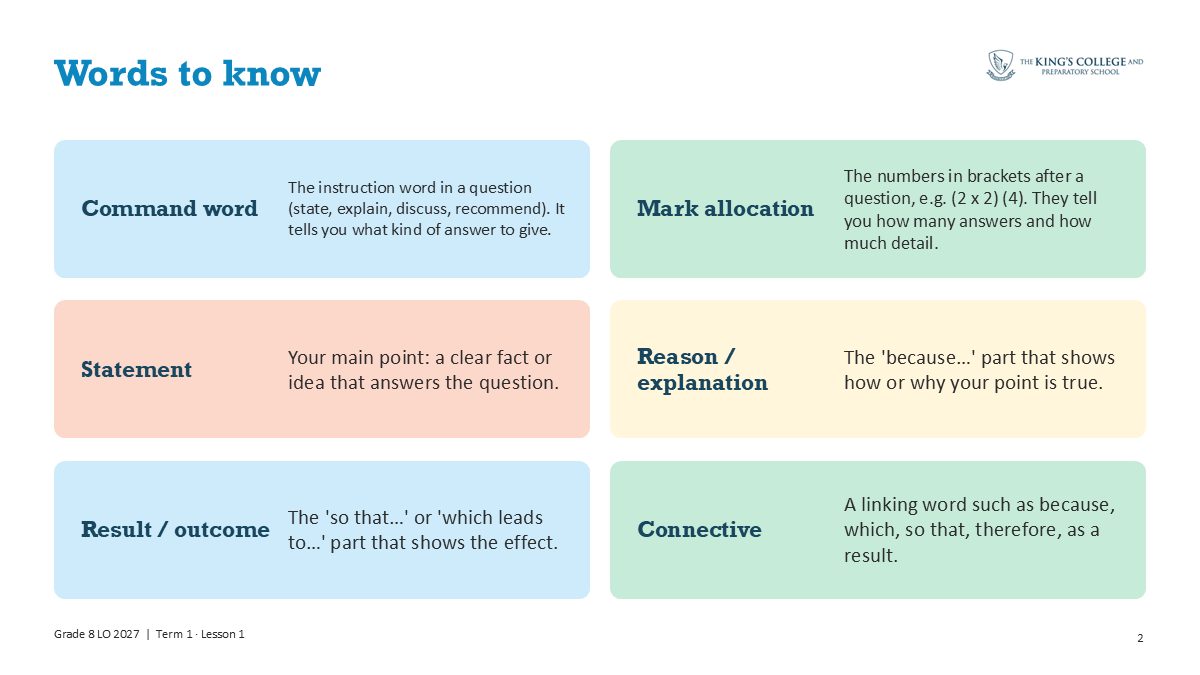 Words to know
THE KING'S COLLEGE AND
PREPARATORY SCHOOL
Command word
The instruction word in a question
(state, explain, discuss, recommend). It
tells you what kind of answer to give.
Mark allocation
The numbers in brackets after a
question, e.g. (2 x 2) (4). They tell
you how many answers and how
much detail.
Statement
Your main point: a clear fact or
idea that answers the question.
Reason /
explanation
The 'because...' part that shows
how or why your point is true.
Result / outcome
The 'so that...' or 'which leads
to...' part that shows the effect.
Connective
A linking word such as because,
which, so that, therefore, as a
result.
Grade 8 LO 2027 | Term 1 · Lesson 1
2